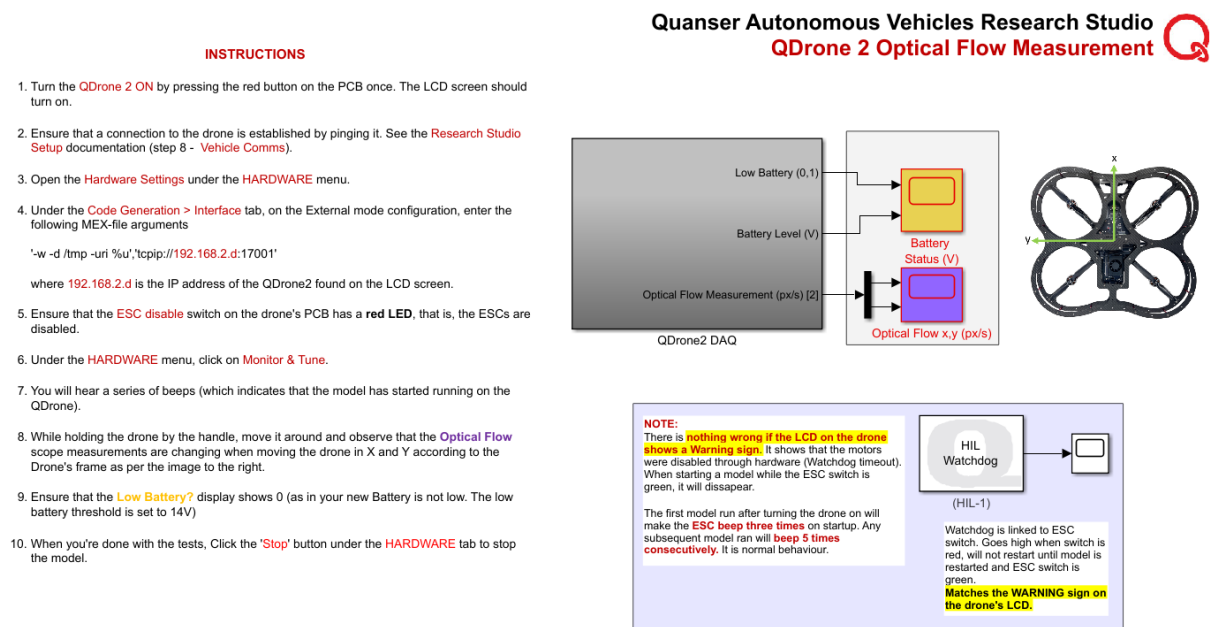 Quanser Autonomous Vehicles Research Studio
QDrone 2 Optical Flow Measurement
INSTRUCTIONS
1. Turn the QDrone 2 ON by pressing the red button on the PCB once. The LCD screen should
turn on.
2. Ensure that a connection to the drone is established by pinging it. See the Research Studio
Setup documentation (step 8 - Vehicle Comms).
3. Open the Hardware Settings under the HARDWARE menu.
4. Under the Code Generation > Interface tab, on the External mode configuration, enter the
following MEX-file arguments
'-w -d /tmp -uri %u','tcpip://192.168.2.d:17001'
where 192.168.2.d is the IP address of the QDrone2 found on the LCD screen.
5. Ensure that the ESC disable switch on the drone's PCB has a red LED, that is, the ESCs are
disabled.
6. Under the HARDWARE menu, click on Monitor & Tune.
7. You will hear a series of beeps (which indicates that the model has started running on the
QDrone).
8. While holding the drone by the handle, move it around and observe that the Optical Flow
scope measurements are changing when moving the drone in X and Y according to the
Drone's frame as per the image to the right.
9. Ensure that the Low Battery? display shows 0 (as in your new Battery is not low. The low
battery threshold is set to 14V)
10. When you're done with the tests, Click the 'Stop' button under the HARDWARE tab to stop
the model.
Low Battery (0,1)
Battery Level (V)
Optical Flow Measurement (px/s) [2]
QDrone2 DAQ
Battery
Status (V)
Optical Flow x,y (px/s)
x
y
NOTE:
There is nothing wrong if the LCD on the drone
shows a Warning sign. It shows that the motors
were disabled through hardware (Watchdog timeout).
When starting a model while the ESC switch is
green, it will dissapear.
The first model run after turning the drone on will
make the ESC beep three times on startup. Any
subsequent model ran will beep 5 times
consecutively. It is normal behaviour.
HIL
Watchdog
(HIL-1)
Watchdog is linked to ESC
switch. Goes high when switch is
red, will not restart until model is
restarted and ESC switch is
green.
Matches the WARNING sign on
the drone's LCD.